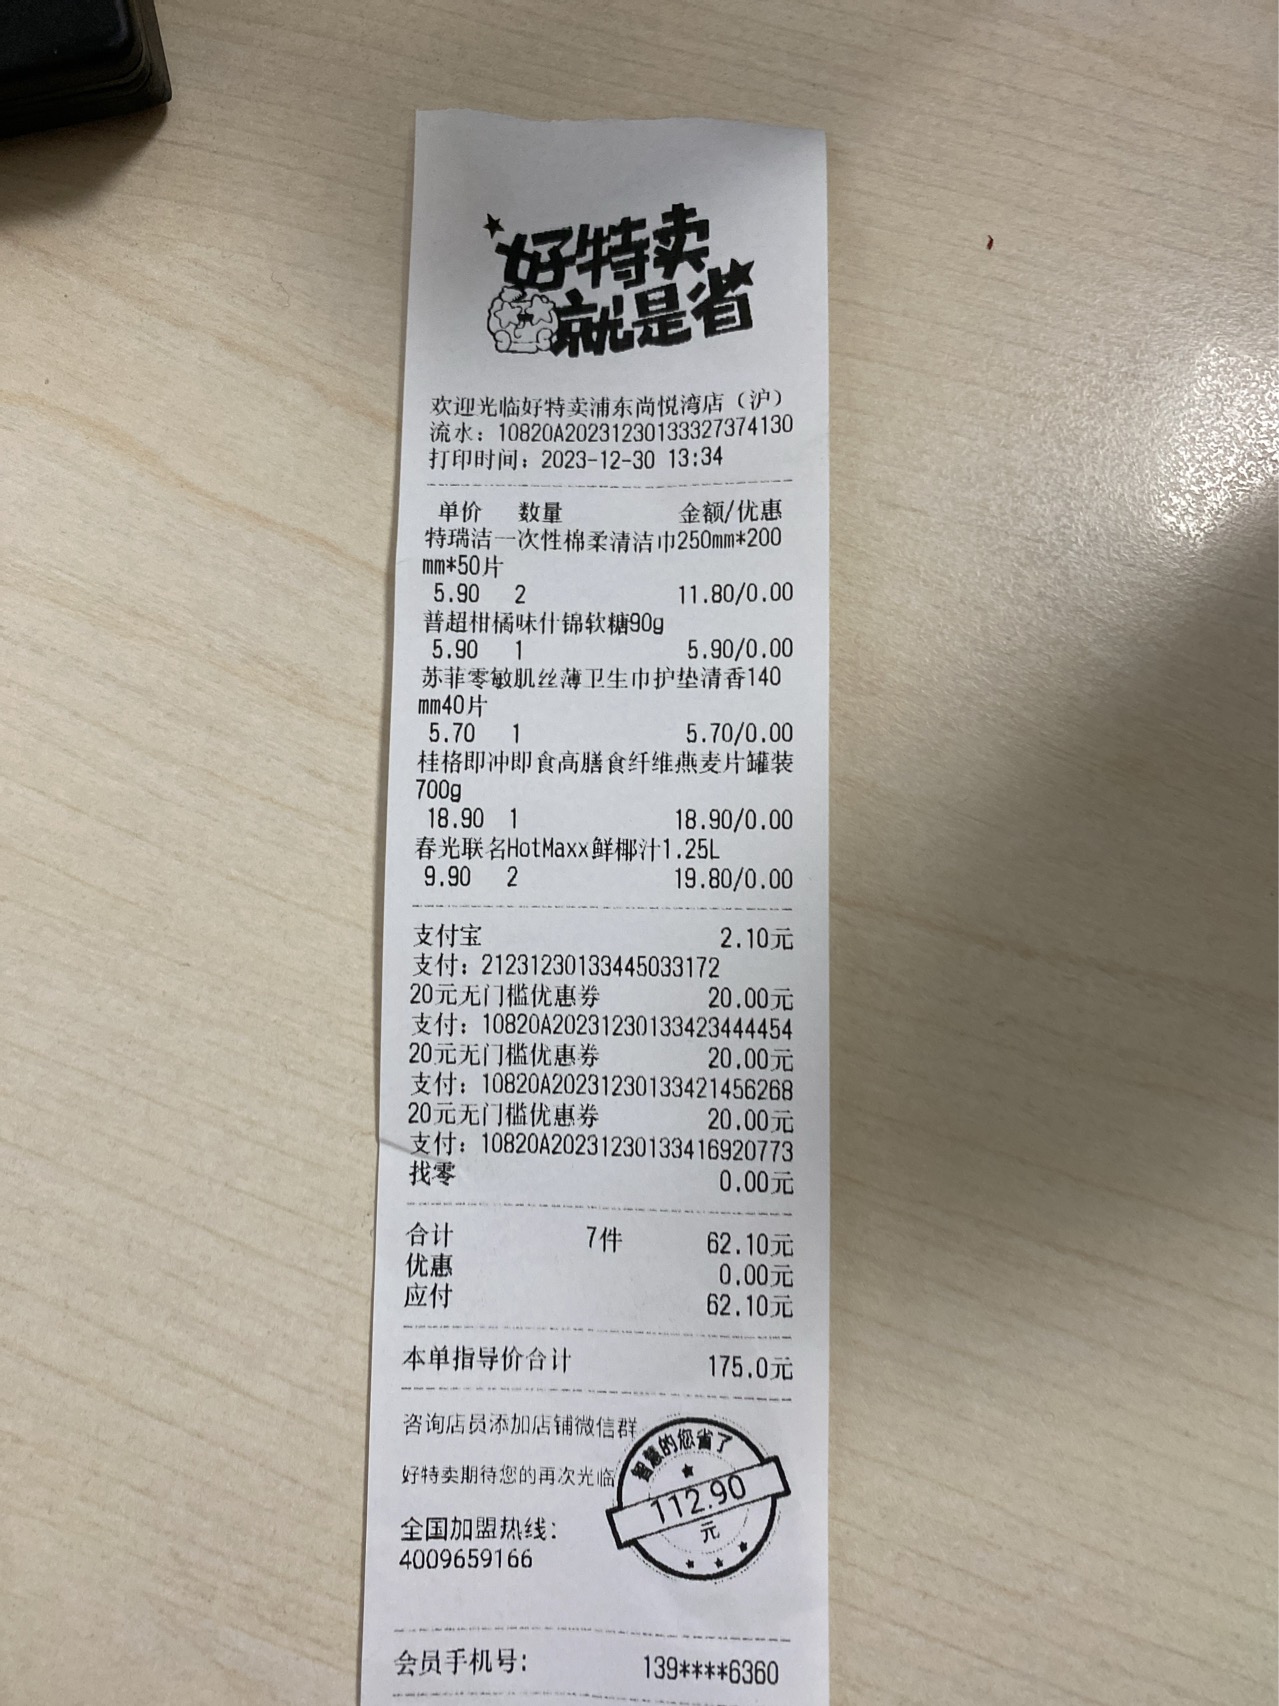 好特卖
就是省
欢迎光临好特卖浦东尚悦湾店（沪）
流水：10820A20231230133327374130
打印时间：2023-12-30 13:34
单价 数量 金额/优惠
特瑞洁一次性棉柔清洁巾250mm*200
mm*50片
5.90 2 11.80/0.00
普超柑橘味什锦软糖90g
5.90 1 5.90/0.00
苏菲零敏肌丝薄卫生巾护垫清香140
mm40片
5.70 1 5.70/0.00
桂格即冲即食高膳食纤维燕麦片罐装
700g
18.90 1 18.90/0.00
春光联名HotMaxx鲜椰汁1.25L
9.90 2 19.80/0.00
支付宝 2.10元
支付：212312301334450331​72
20元无门槛优惠券 20.00元
支付：10820A20231230133423444454
20元无门槛优惠券 20.00元
支付：10820A20231230133421456268
20元无门槛优惠券 20.00元
支付：10820A20231230133416920773
找零 0.00元
合计 7件 62.10元
优惠 0.00元
应付 62.10元
本单指导价合计 175.0元
咨询店员添加店铺微信群
智慧的您省了
好特卖期待您的再次光临
112.90
元
全国加盟热线：
4009659166
会员手机号： 139****6360